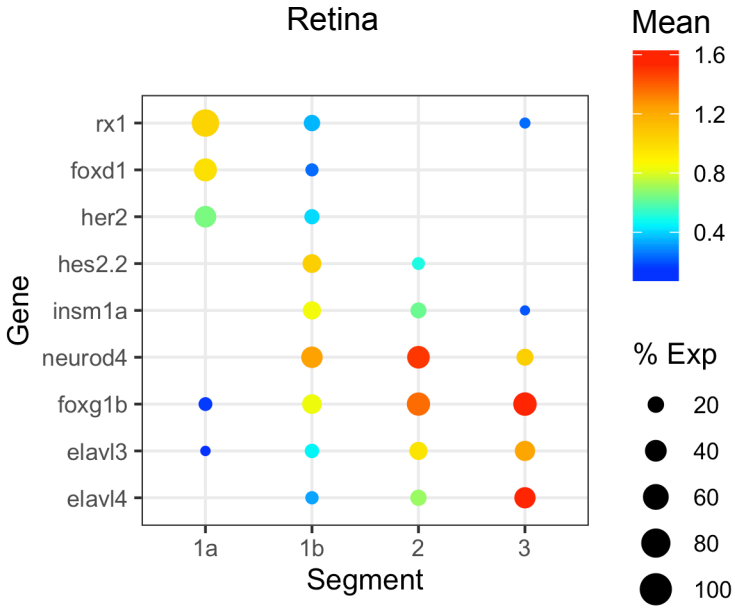 Retina
Gene
rx1
foxd1
her2
hes2.2
insm1a
neurod4
foxg1b
elavl3
elavl4
1a 1b 2 3
Segment
Mean
1.6
1.2
0.8
0.4
% Exp
20
40
60
80
100